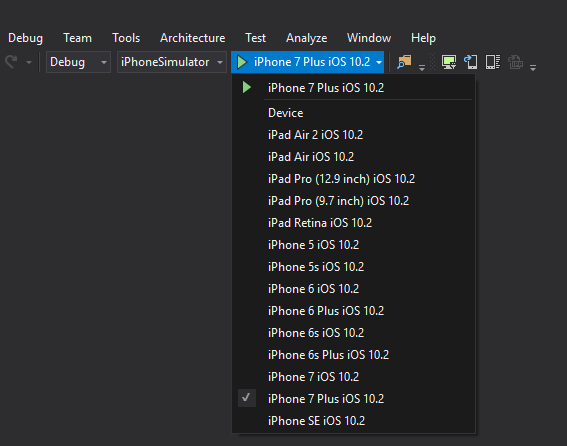 Debug Team Tools Architecture Test Analyze Window Help
Debug iPhoneSimulator iPhone 7 Plus iOS 10.2
iPhone 7 Plus iOS 10.2
Device
iPad Air 2 iOS 10.2
iPad Air iOS 10.2
iPad Pro (12.9 inch) iOS 10.2
iPad Pro (9.7 inch) iOS 10.2
iPad Retina iOS 10.2
iPhone 5 iOS 10.2
iPhone 5s iOS 10.2
iPhone 6 iOS 10.2
iPhone 6 Plus iOS 10.2
iPhone 6s iOS 10.2
iPhone 6s Plus iOS 10.2
iPhone 7 iOS 10.2
iPhone 7 Plus iOS 10.2
iPhone SE iOS 10.2